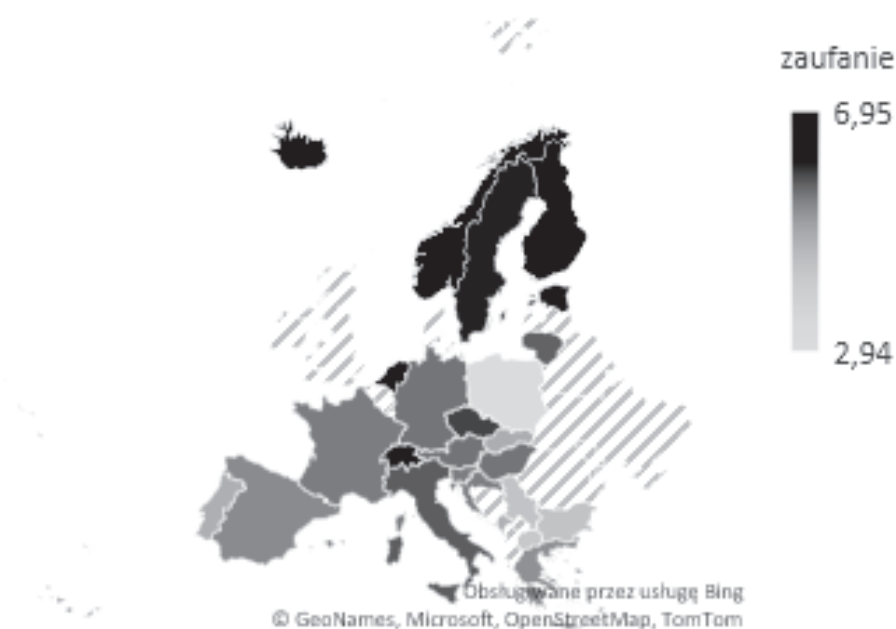 zaufanie
6,95
2,94
Obsługiwane przez usługę Bing
© GeoNames, Microsoft, OpenStreetMap, TomTom